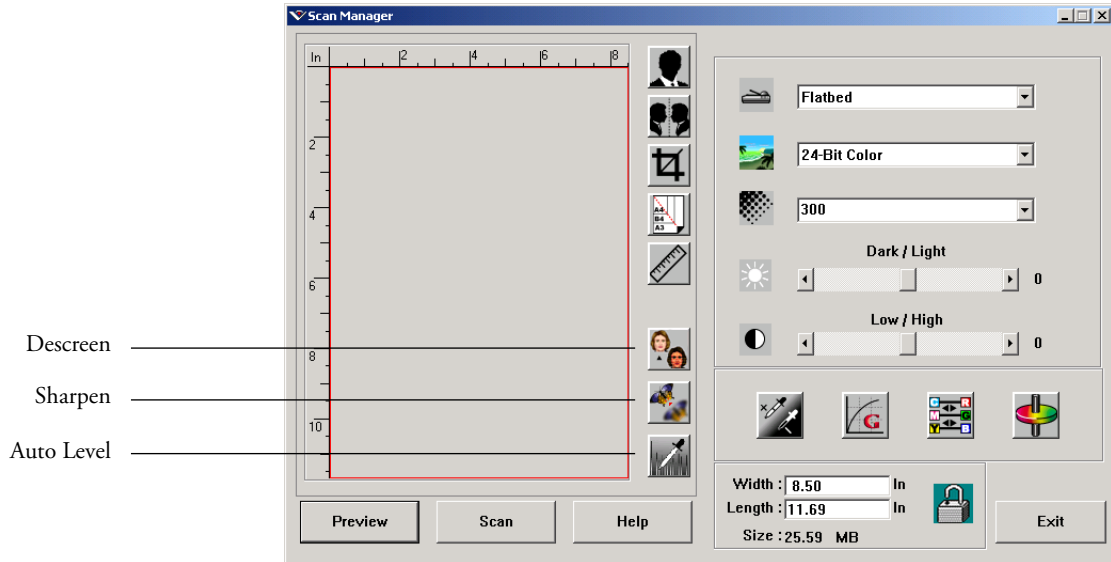 Scan Manager
In 2 4 6 8
2
4
6
8
10
A4
B4
A3
Descreen
Sharpen
Auto Level
Preview Scan Help
Flatbed
24-Bit Color
300
Dark / Light
0
Low / High
0
G
C R
M G
Y B
Width : 8.50 In
Length : 11.69 In
Size : 25.59 MB
Exit